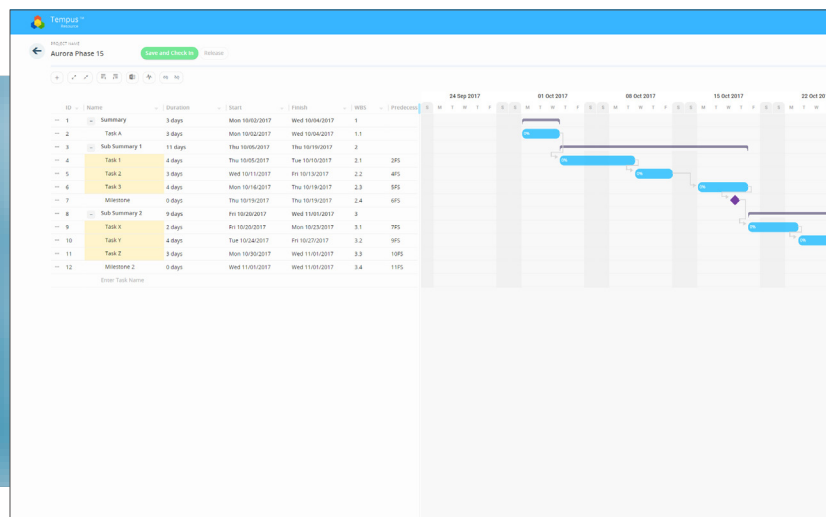 Tempus™
Resource
PROJECT NAME
Aurora Phase 15
Save and Check In
Release
24 Sep 2017 01 Oct 2017 08 Oct 2017 15 Oct 2017 22 Oct 201
ID Name Duration Start Finish WBS Predecess S M T W T F S S M T W T F S S M T W T F S S M T W T F S S M T W
1 Summary 3 days Mon 10/02/2017 Wed 10/04/2017 1
2 Task A 3 days Mon 10/02/2017 Wed 10/04/2017 1.1 0%
3 Sub Summary 1 11 days Thu 10/05/2017 Thu 10/19/2017 2
4 Task 1 4 days Thu 10/05/2017 Tue 10/10/2017 2.1 2FS 0%
5 Task 2 3 days Wed 10/11/2017 Fri 10/13/2017 2.2 4FS 0%
6 Task 3 4 days Mon 10/16/2017 Thu 10/19/2017 2.3 5FS 0%
7 Milestone 0 days Thu 10/19/2017 Thu 10/19/2017 2.4 6FS
8 Sub Summary 2 9 days Fri 10/20/2017 Wed 11/01/2017 3
9 Task X 2 days Fri 10/20/2017 Mon 10/23/2017 3.1 7FS 0%
10 Task Y 4 days Tue 10/24/2017 Fri 10/27/2017 3.2 9FS 0%
11 Task Z 3 days Mon 10/30/2017 Wed 11/01/2017 3.3 10FS
12 Milestone 2 0 days Wed 11/01/2017 Wed 11/01/2017 3.4 11FS
Enter Task Name